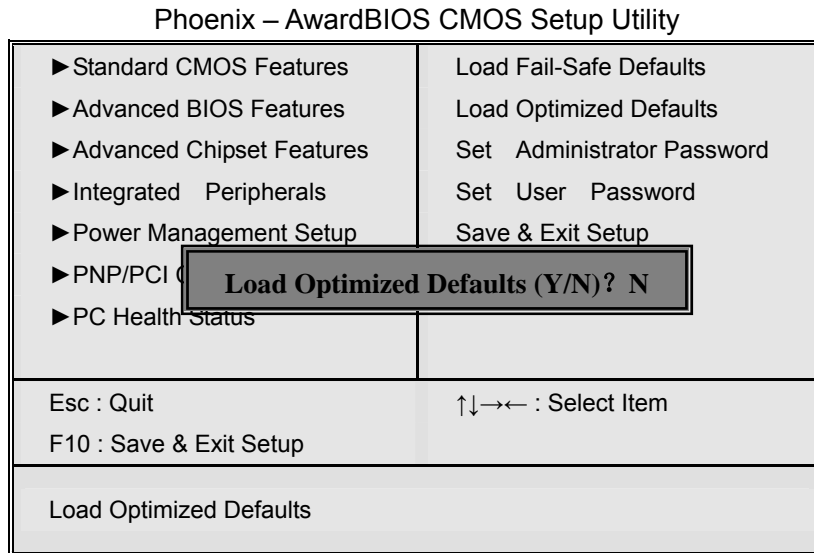 Phoenix – AwardBIOS CMOS Setup Utility
►Standard CMOS Features
►Advanced BIOS Features
►Advanced Chipset Features
►Integrated Peripherals
►Power Management Setup
►PNP/PCI
►PC Health Status
Load Fail-Safe Defaults
Load Optimized Defaults
Set Administrator Password
Set User Password
Save & Exit Setup
Load Optimized Defaults (Y/N)? N
Esc : Quit
↑↓→← : Select Item
F10 : Save & Exit Setup
Load Optimized Defaults